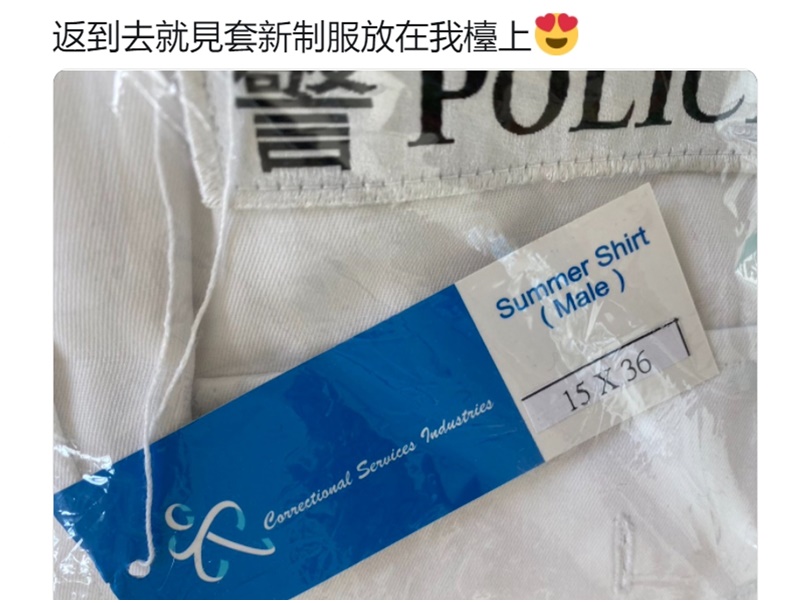 返到去就見套新制服放在我檯上😍
警 POLIC
Summer Shirt
( Male )
15 X 36
Correctional Services Industries